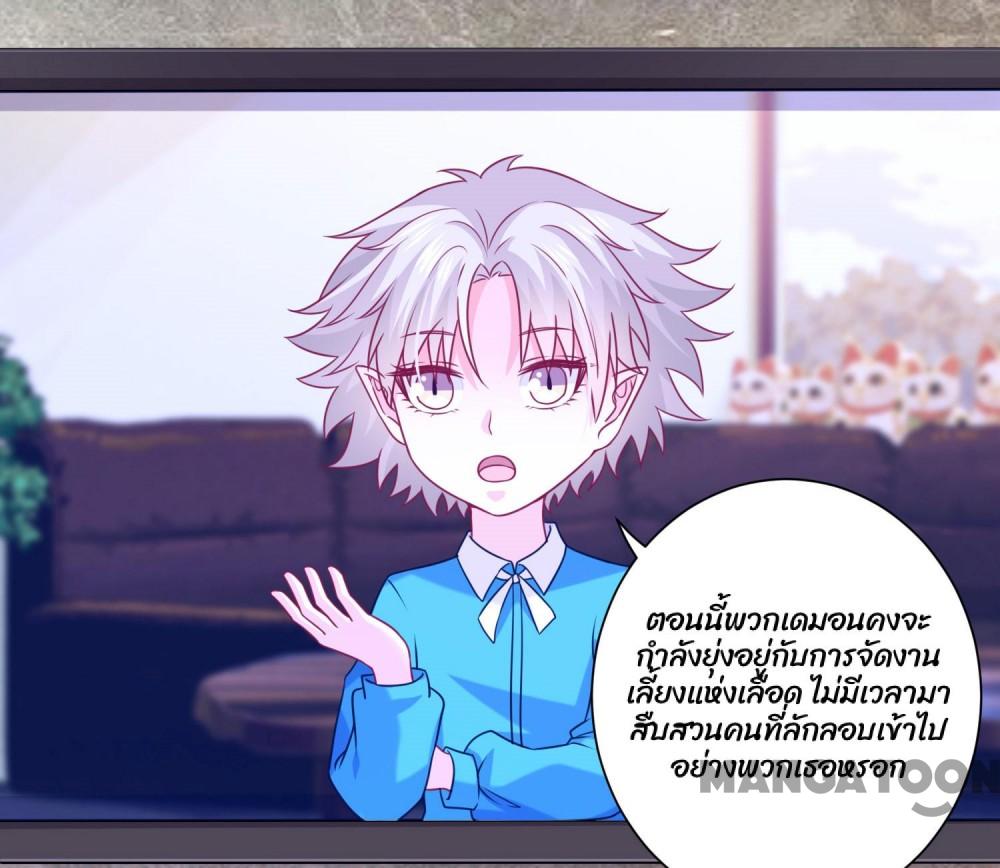 ตอนนี้พวกเดมอนคงจะ
กำลังยุ่งอยู่กับการจัดงาน
เลี้ยงแห่งเลือด ไม่มีเวลามา
สืบสวนคนที่ลักลอบเข้าไป
อย่างพวกเธอหรอก
MANGATOON